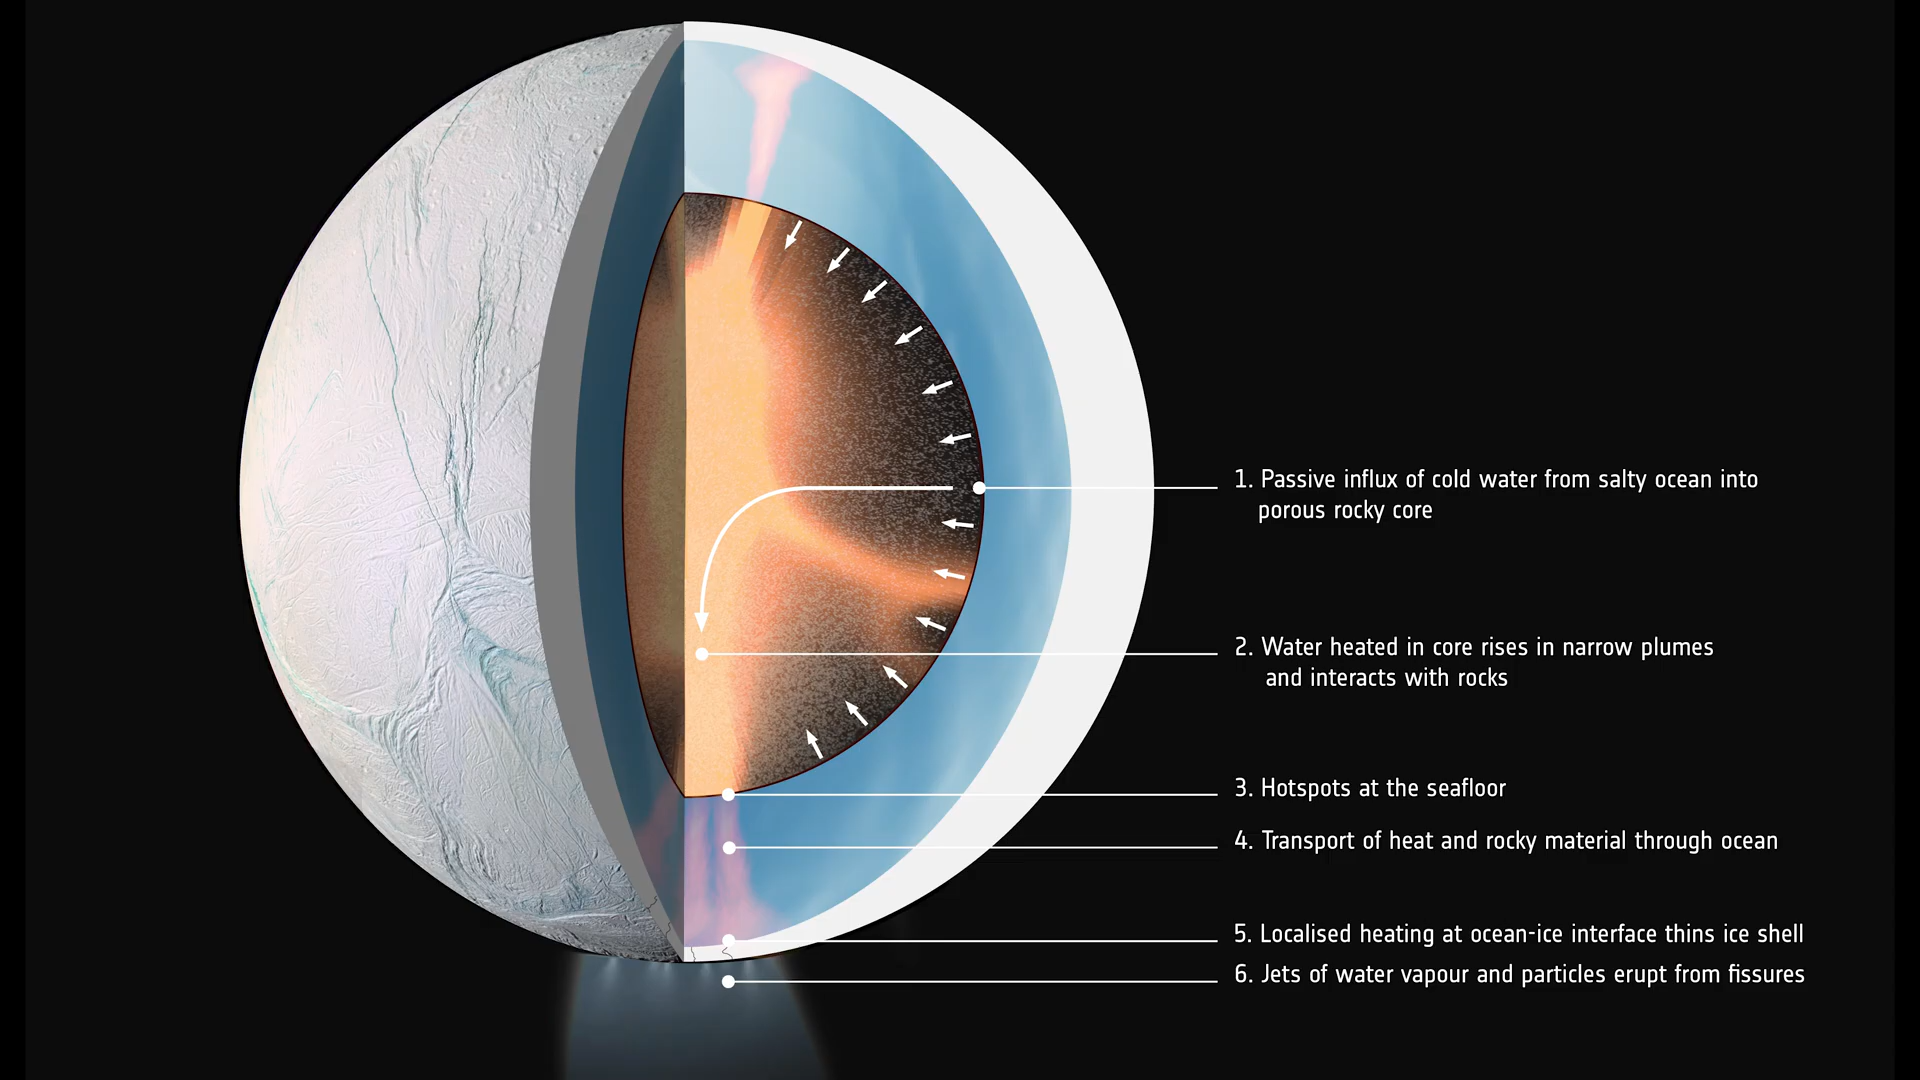 1. Passive influx of cold water from salty ocean into
porous rocky core
2. Water heated in core rises in narrow plumes
and interacts with rocks
3. Hotspots at the seafloor
4. Transport of heat and rocky material through ocean
5. Localised heating at ocean-ice interface thins ice shell
6. Jets of water vapour and particles erupt from fissures